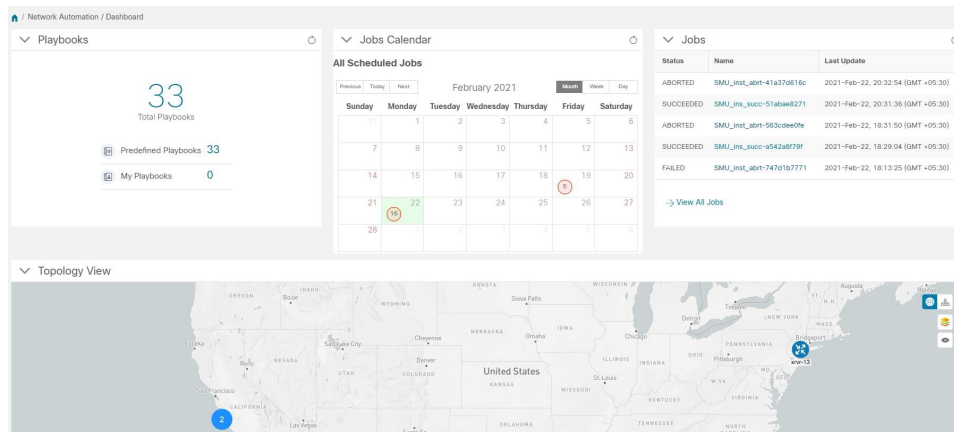 / Network Automation / Dashboard
Playbooks
33
Total Playbooks
Predefined Playbooks 33
My Playbooks 0
Jobs Calendar
All Scheduled Jobs
Previous Today Next February 2021 Month Week Day
Sunday Monday Tuesday Wednesday Thursday Friday Saturday
31 1 2 3 4 5 6
7 8 9 10 11 12 13
14 15 16 17 18 19 20
5
21 22 23 24 25 26 27
16
28 1 2 3 4 5 6
Jobs
Status Name Last Update
ABORTED SMU_inst_abrt-41a37d616c 2021-Feb-22, 20:32:54 (GMT +05:30)
SUCCEEDED SMU_ins_succ-51abae8271 2021-Feb-22, 20:31:36 (GMT +05:30)
ABORTED SMU_inst_abrt-563cdee0fe 2021-Feb-22, 18:31:50 (GMT +05:30)
SUCCEEDED SMU_ins_succ-a542a8f79f 2021-Feb-22, 18:29:04 (GMT +05:30)
FAILED SMU_inst_abrt-747d1b7771 2021-Feb-22, 18:13:25 (GMT +05:30)
View All Jobs
Topology View
DAKOTA
WISCONSIN
Augusta
Halifax
OREGON
IDAHO
Boise
WYOMING
Sioux Falls
Toronto
VT.
N.H.
Detroit
NEW YORK
MASS.
Eureka
Salt Lake City
Cheyenne
NEBRASKA
Omaha
IOWA
Chicago
PENNSYLVANIA
Bridgeport
Reno
NEVADA
UTAH
Denver
COLORADO
United States
KANSAS
MISSOURI
St. Louis
ILLINOIS
INDIANA
OHIO
Pittsburgh
xrvr-13
MD.
DEL.
San Francisco
W.VA.
VIRGINIA
KENTUCKY
CALIFORNIA
2
Las Vegas
Santa Fe
OKLAHOMA
TENNESSEE
NORTH
CAROLINA